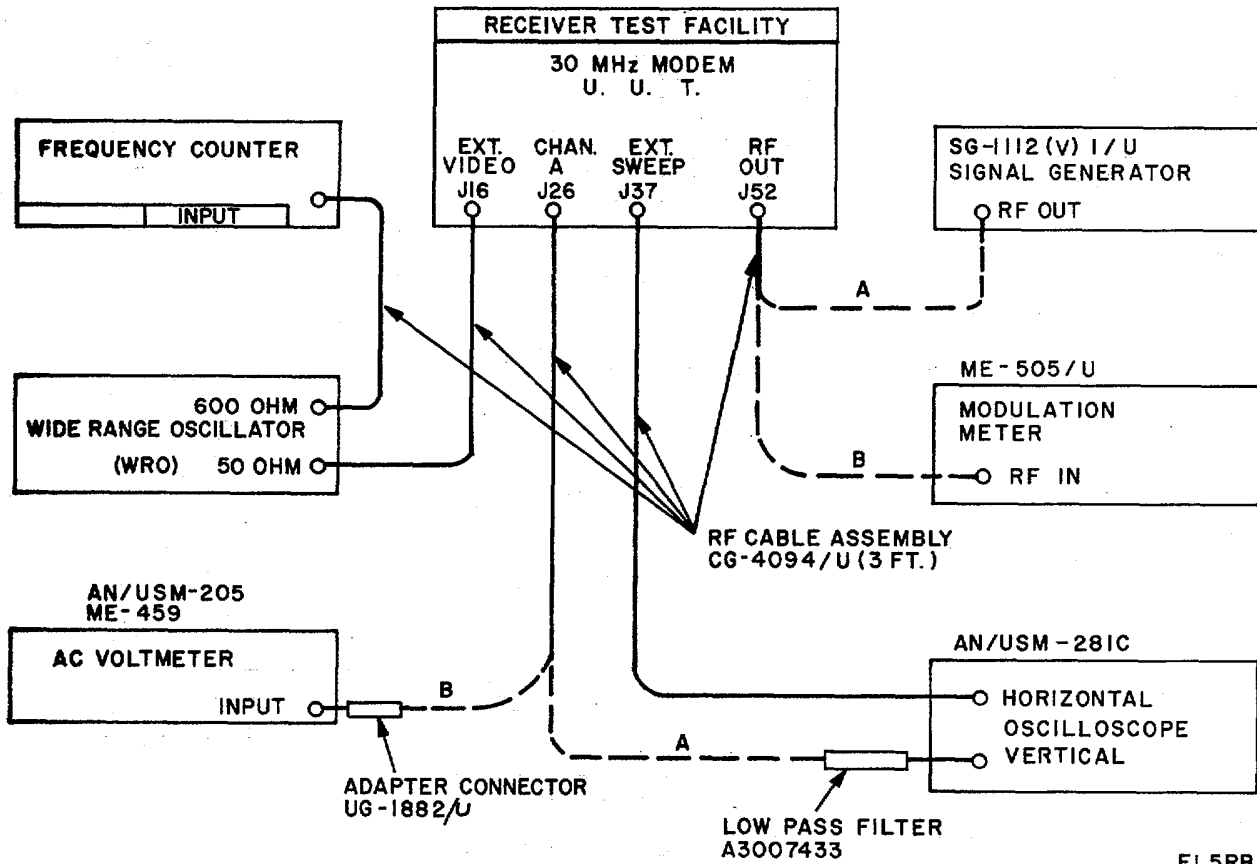 RECEIVER TEST FACILITY
30 MHz MODEM
U. U. T.
EXT. VIDEO J16
CHAN. A J26
EXT. SWEEP J37
RF OUT J52
FREQUENCY COUNTER
INPUT
SG-1112(V)1/U
SIGNAL GENERATOR
RF OUT
A
600 OHM
WIDE RANGE OSCILLATOR
(WRO) 50 OHM
ME-505/U
MODULATION
METER
RF IN
B
RF CABLE ASSEMBLY
CG-4094/U (3 FT.)
AN/USM-205
ME-459
AC VOLTMETER
INPUT
B
ADAPTER CONNECTOR
UG-1882/U
A
AN/USM-281C
HORIZONTAL
OSCILLOSCOPE
VERTICAL
LOW PASS FILTER
A3007433